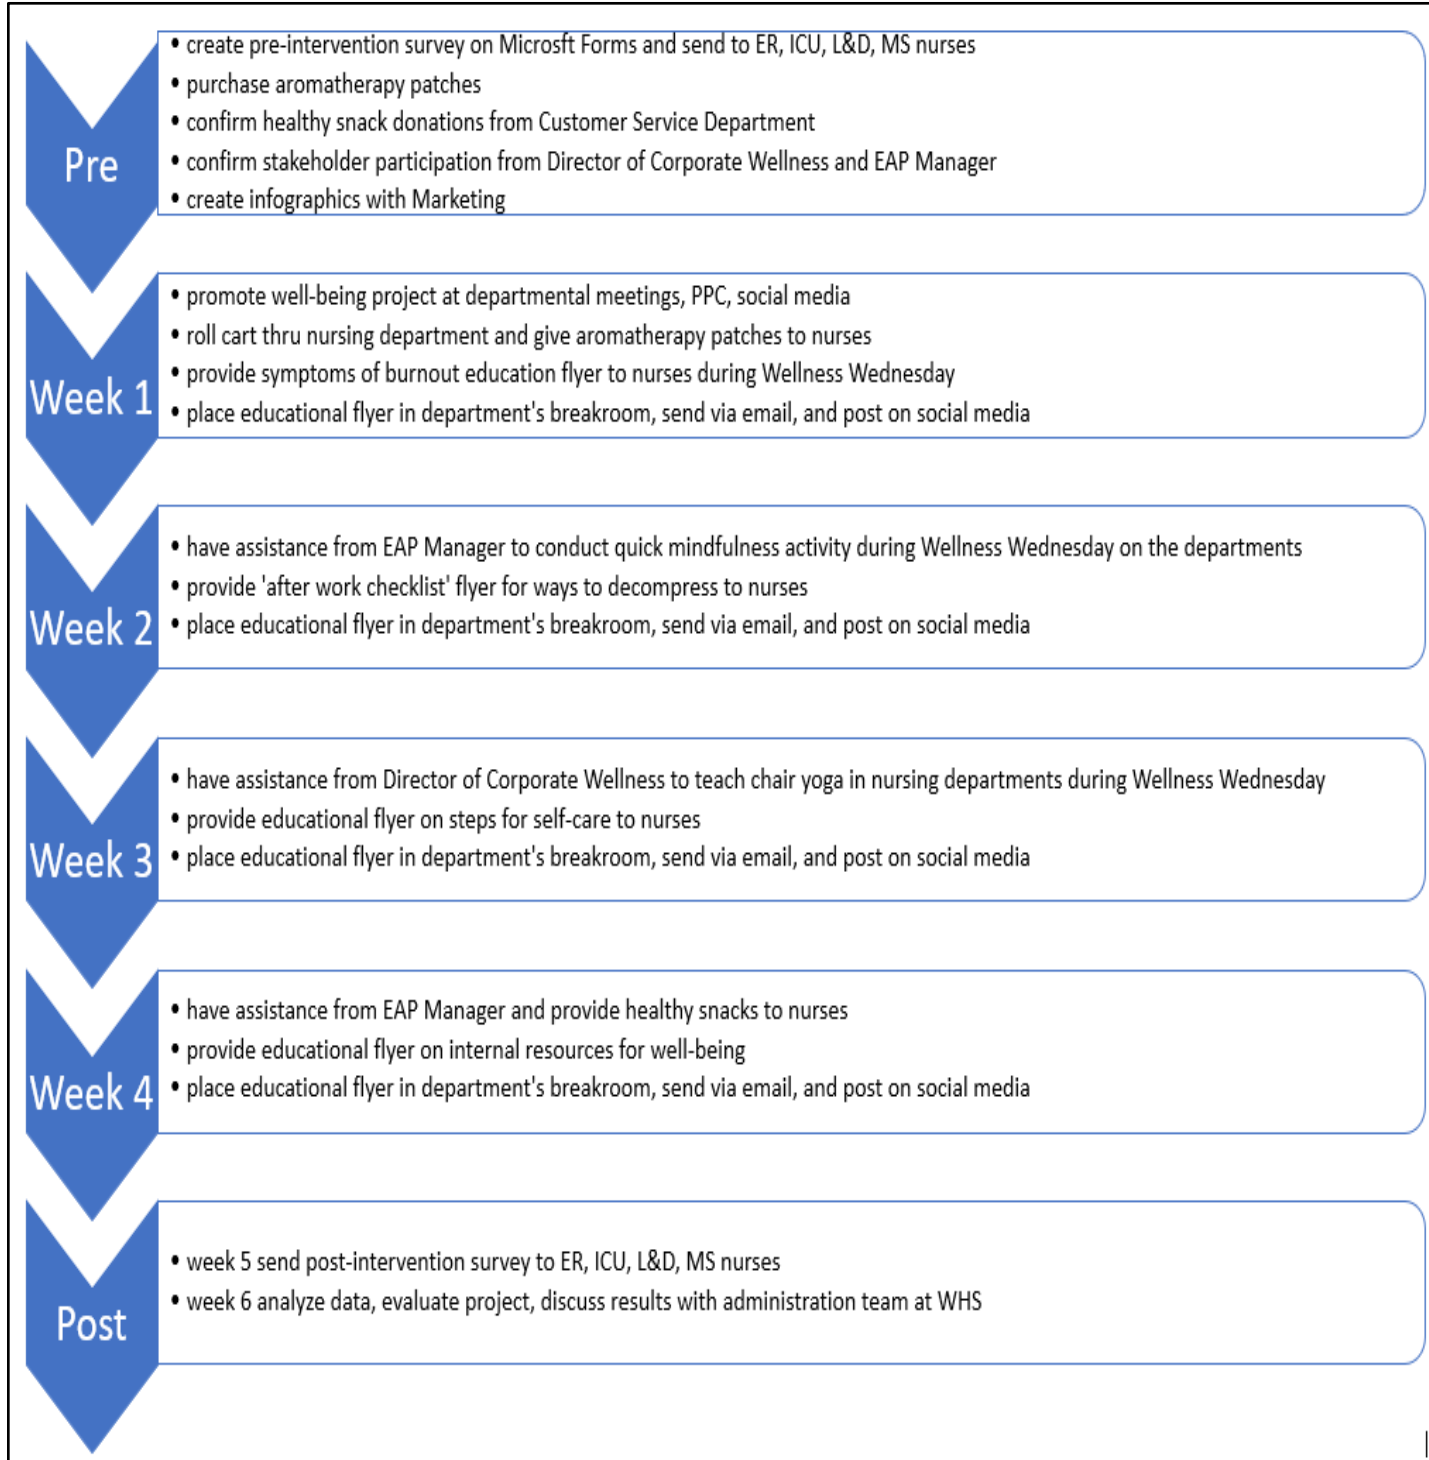 • create pre-intervention survey on Microsft Forms and send to ER, ICU, L&D, MS nurses
• purchase aromatherapy patches
• confirm healthy snack donations from Customer Service Department
• confirm stakeholder participation from Director of Corporate Wellness and EAP Manager
• create infographics with Marketing
Pre
• promote well-being project at departmental meetings, PPC, social media
• roll cart thru nursing department and give aromatherapy patches to nurses
• provide symptoms of burnout education flyer to nurses during Wellness Wednesday
• place educational flyer in department's breakroom, send via email, and post on social media
Week 1
• have assistance from EAP Manager to conduct quick mindfulness activity during Wellness Wednesday on the departments
• provide 'after work checklist' flyer for ways to decompress to nurses
• place educational flyer in department's breakroom, send via email, and post on social media
Week 2
• have assistance from Director of Corporate Wellness to teach chair yoga in nursing departments during Wellness Wednesday
• provide educational flyer on steps for self-care to nurses
• place educational flyer in department's breakroom, send via email, and post on social media
Week 3
• have assistance from EAP Manager and provide healthy snacks to nurses
• provide educational flyer on internal resources for well-being
• place educational flyer in department's breakroom, send via email, and post on social media
Week 4
• week 5 send post-intervention survey to ER, ICU, L&D, MS nurses
• week 6 analyze data, evaluate project, discuss results with administration team at WHS
Post